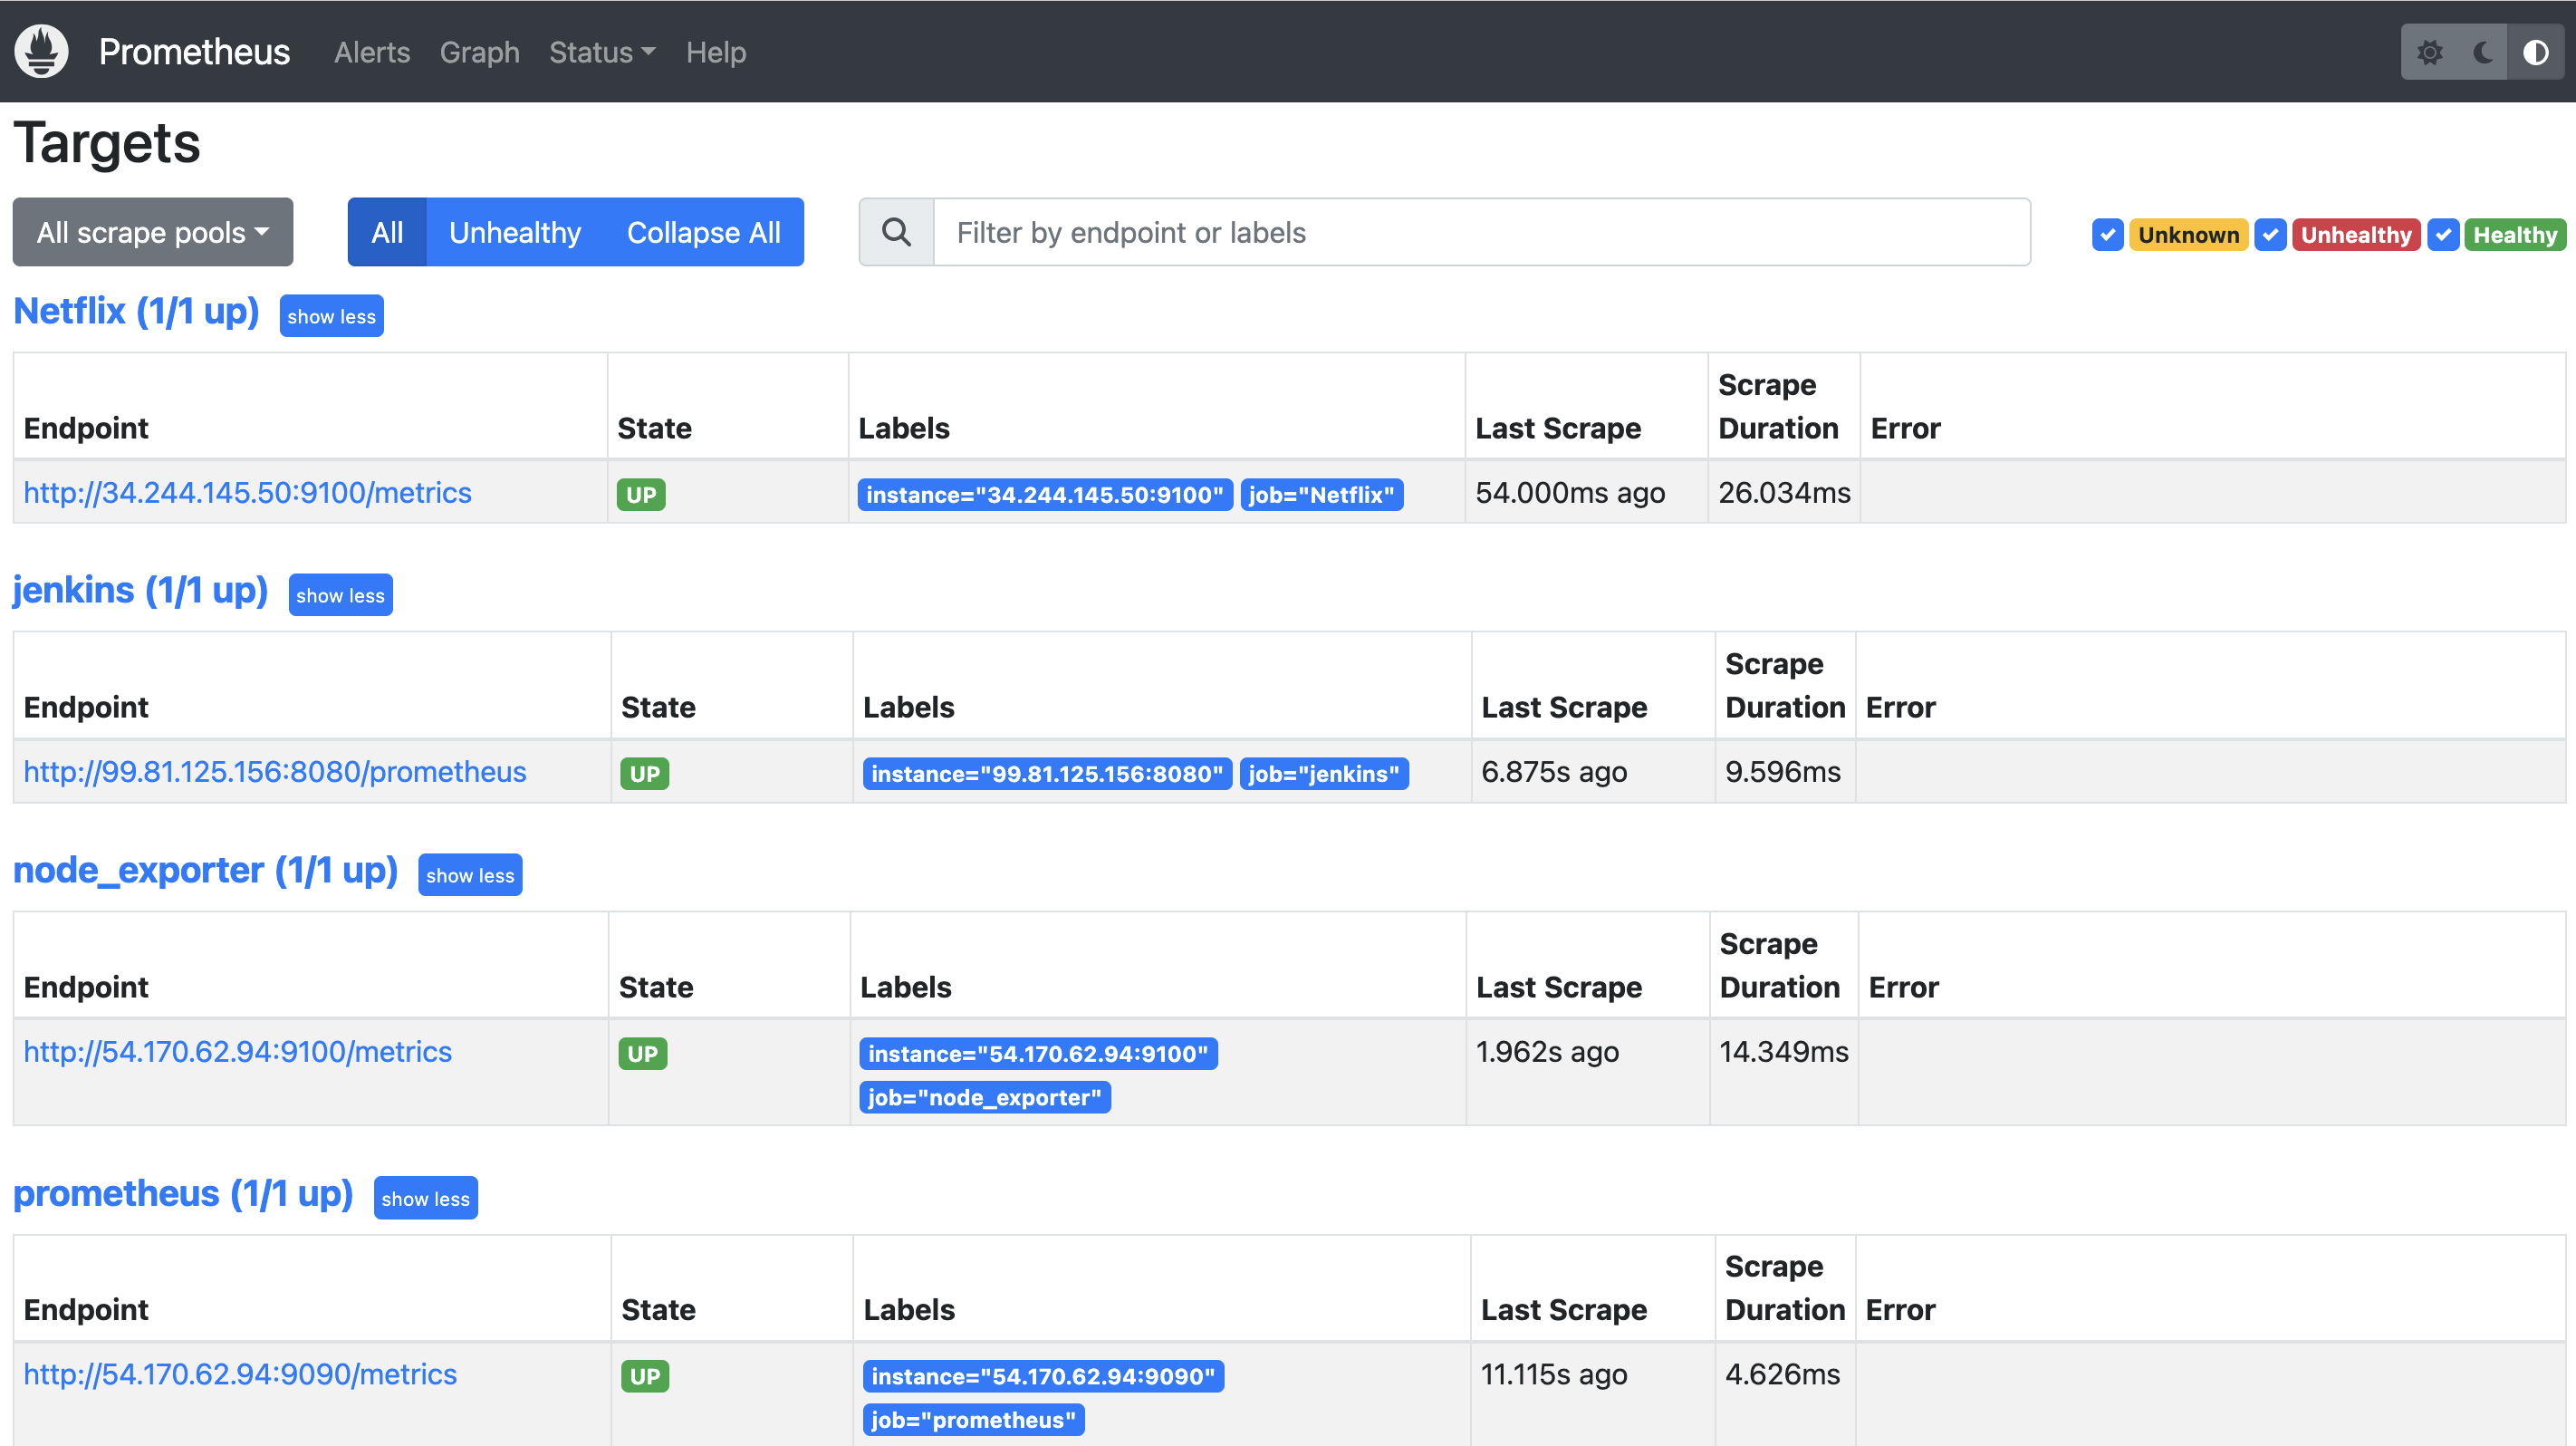 Prometheus Alerts Graph Status Help
Targets
All scrape pools All Unhealthy Collapse All Filter by endpoint or labels Unknown Unhealthy Healthy
Netflix (1/1 up) show less
Endpoint State Labels Last Scrape Scrape Duration Error
http://34.244.145.50:9100/metrics UP instance="34.244.145.50:9100" job="Netflix" 54.000ms ago 26.034ms
jenkins (1/1 up) show less
Endpoint State Labels Last Scrape Scrape Duration Error
http://99.81.125.156:8080/prometheus UP instance="99.81.125.156:8080" job="jenkins" 6.875s ago 9.596ms
node_exporter (1/1 up) show less
Endpoint State Labels Last Scrape Scrape Duration Error
http://54.170.62.94:9100/metrics UP instance="54.170.62.94:9100" 1.962s ago 14.349ms
job="node_exporter"
prometheus (1/1 up) show less
Endpoint State Labels Last Scrape Scrape Duration Error
http://54.170.62.94:9090/metrics UP instance="54.170.62.94:9090" 11.115s ago 4.626ms
job="prometheus"